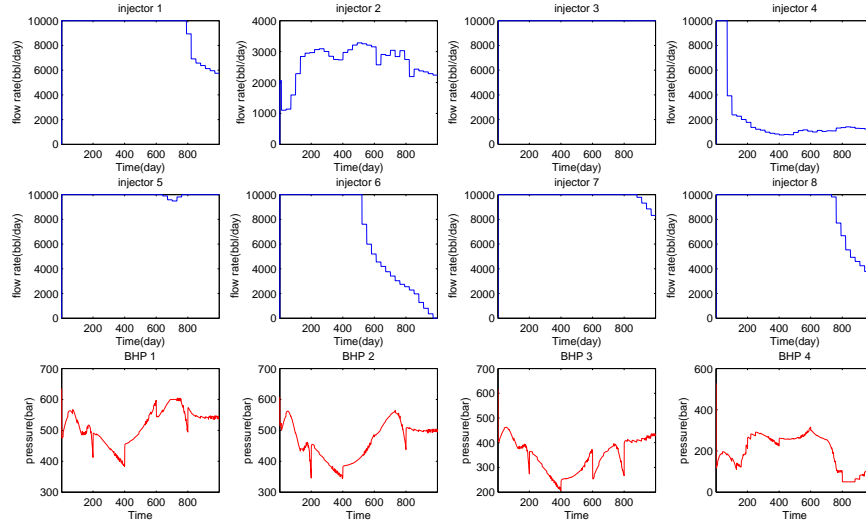 injector 1 injector 2 injector 3 injector 4
10000 4000 10000 10000
8000 3000 8000 8000
6000 2000 6000 6000
4000 1000 4000 4000
2000 2000 2000
0 0 0 0
flow rate(bbl/day) flow rate(bbl/day) flow rate(bbl/day) flow rate(bbl/day)
200 400 600 800 200 400 600 800 200 400 600 800 200 400 600 800
Time(day) Time(day) Time(day) Time(day)
injector 5 injector 6 injector 7 injector 8
10000 10000 10000 10000
8000 8000 8000 8000
6000 6000 6000 6000
4000 4000 4000 4000
2000 2000 2000 2000
0 0 0 0
flow rate(bbl/day) flow rate(bbl/day) flow rate(bbl/day) flow rate(bbl/day)
200 400 600 800 200 400 600 800 200 400 600 800 200 400 600 800
Time(day) Time(day) Time(day) Time(day)
BHP 1 BHP 2 BHP 3 BHP 4
700 700 700 600
600 600 600 400
500 500 500 200
400 400 400 0
300 300 300
200
pressure(bar) pressure(bar) pressure(bar) pressure(bar)
200 400 600 800 200 400 600 800 200 400 600 800 200 400 600 800
Time Time Time Time